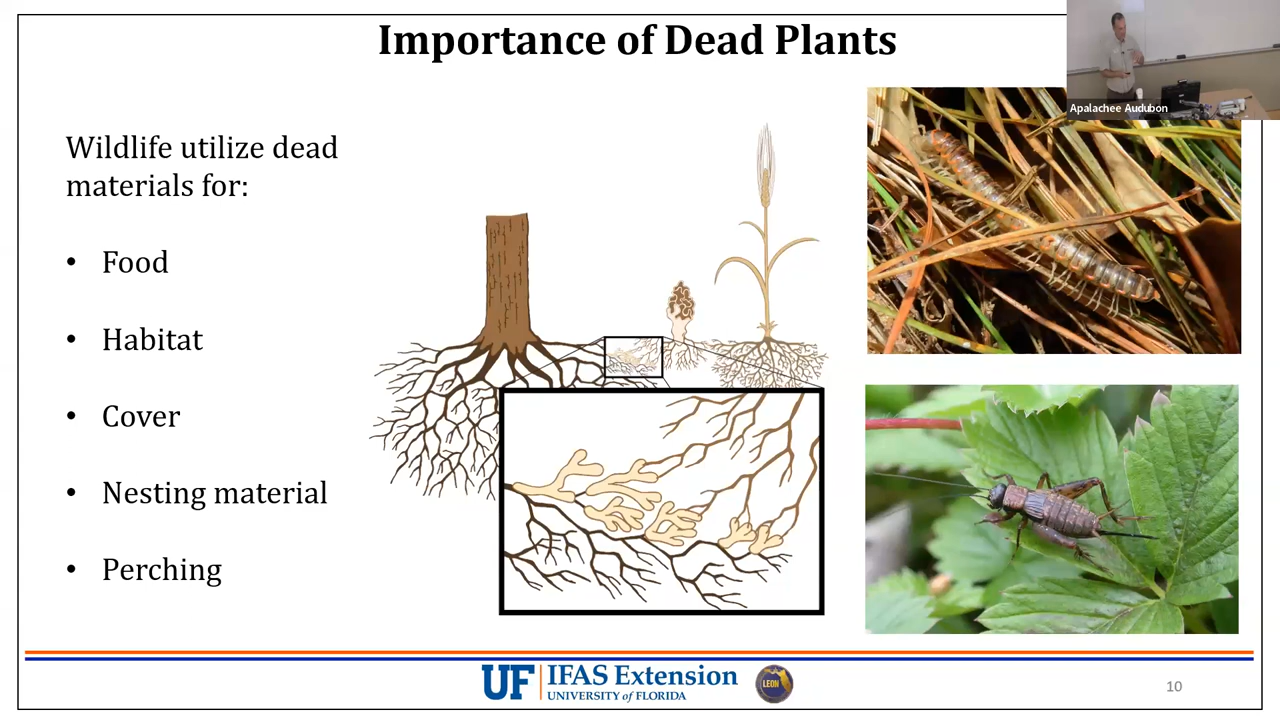 Importance of Dead Plants
Apalachee Audubon
Wildlife utilize dead
materials for:
• Food
• Habitat
• Cover
• Nesting material
• Perching
UF IFAS Extension
UNIVERSITY of FLORIDA
LEON
10